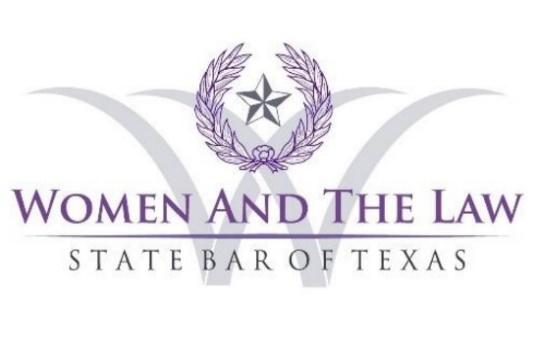 WOMEN AND THE LAW
STATE BAR OF TEXAS